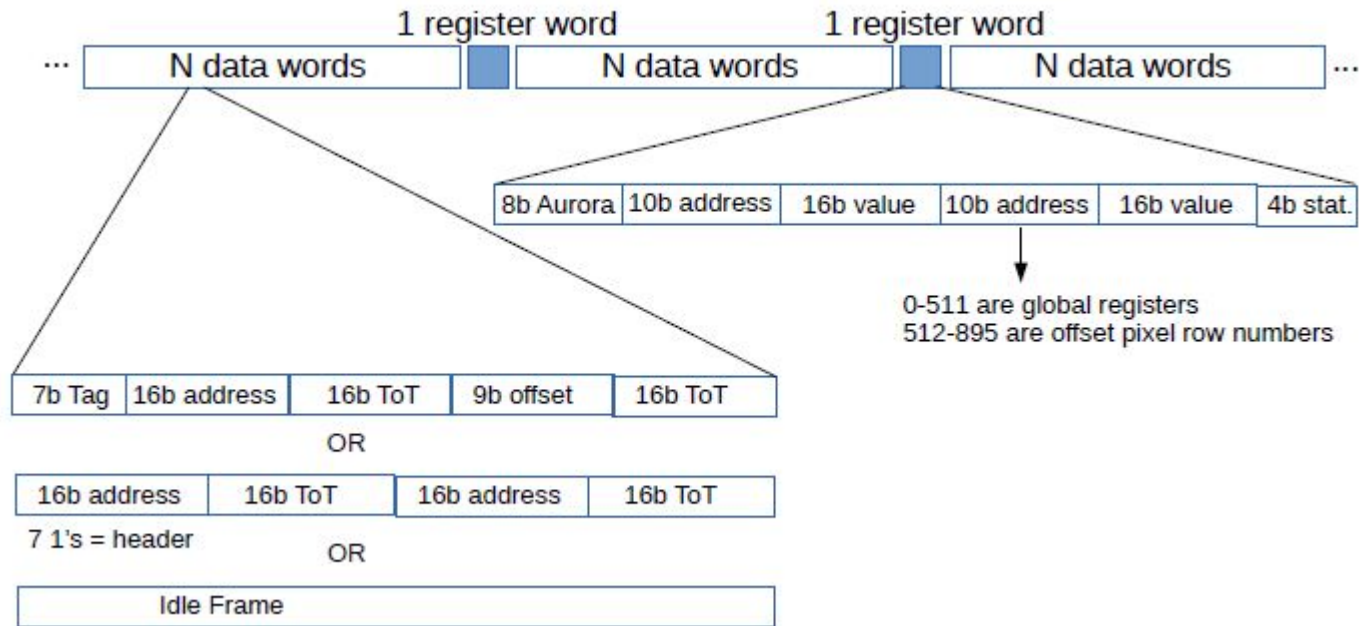 1 register word
1 register word
...
N data words
N data words
N data words
...
8b Aurora
10b address
16b value
10b address
16b value
4b stat.
0-511 are global registers
512-895 are offset pixel row numbers
7b Tag
16b address
16b ToT
9b offset
16b ToT
OR
16b address
16b ToT
16b address
16b ToT
7 1's = header
OR
Idle Frame